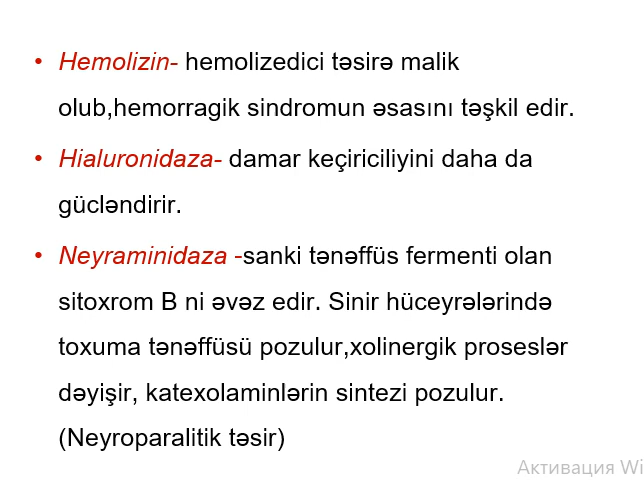 • Hemolizin- hemolizedici təsirə malik
olub,hemorragik sindromun əsasını təşkil edir.
• Hialuronidaza- damar keçiriciliyini daha da
gücləndirir.
• Neyraminidaza -sanki tənəffüs fermenti olan
sitoxrom B ni əvəz edir. Sinir hüceyrələrində
toxuma tənəffüsü pozulur,xolinergik proseslər
dəyişir, katexolaminlərin sintezi pozulur.
(Neyroparalitik təsir)
Активация Wi